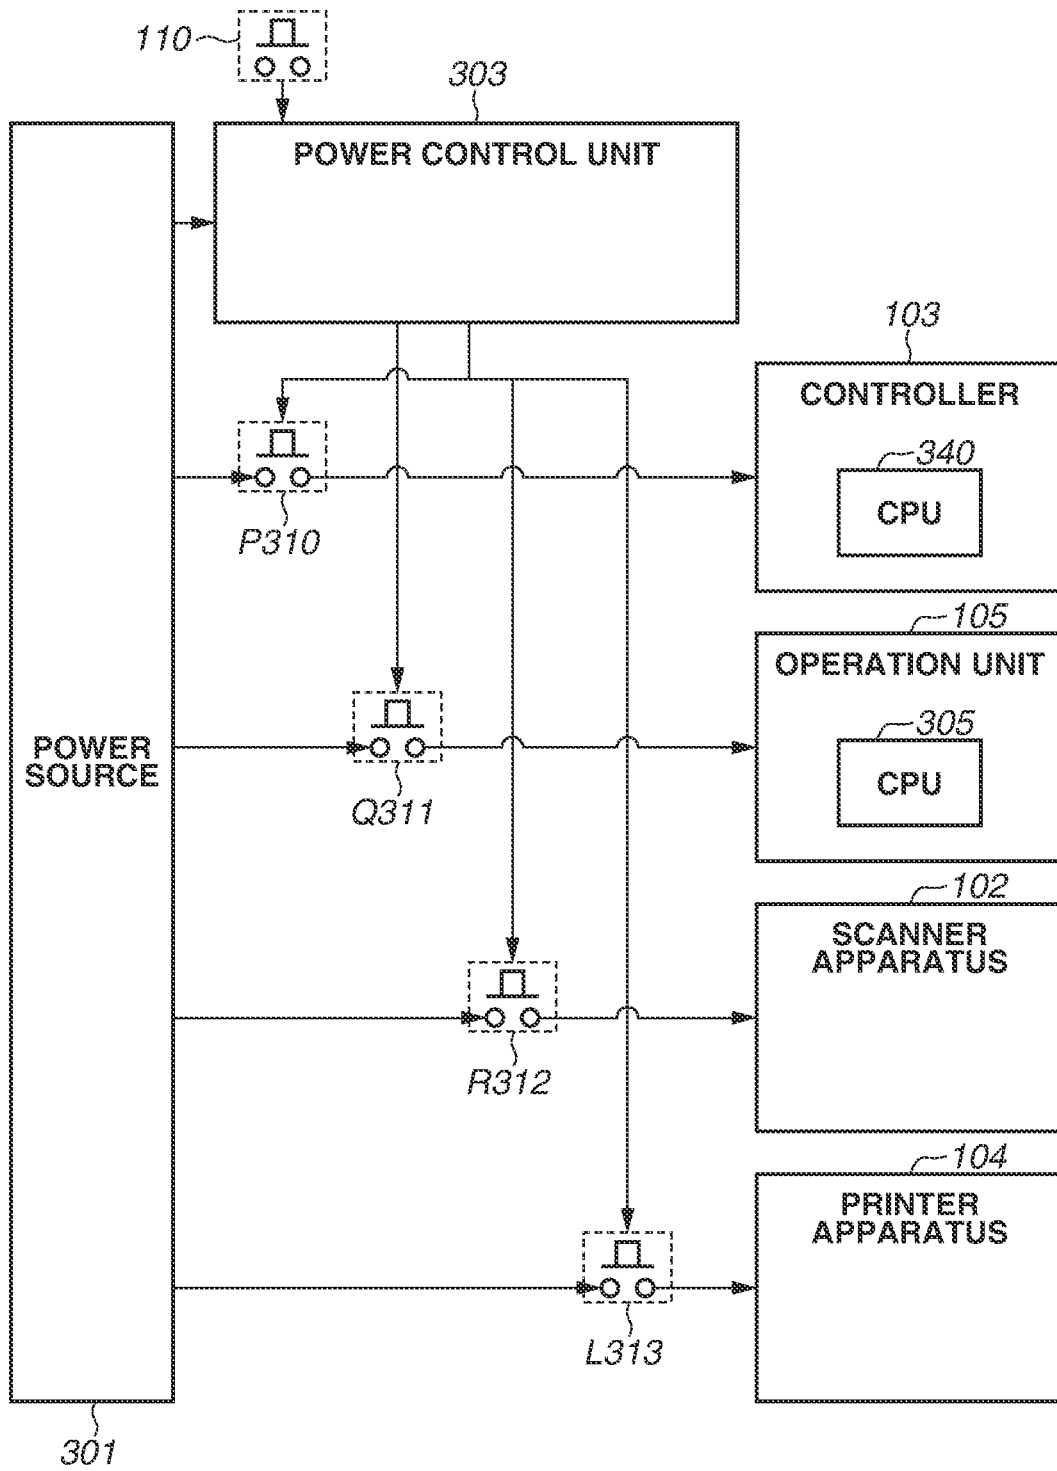 110
303
POWER CONTROL UNIT
103
CONTROLLER
340
CPU
P310
105
OPERATION UNIT
305
CPU
POWER
SOURCE
Q311
102
SCANNER
APPARATUS
R312
104
PRINTER
APPARATUS
L313
301